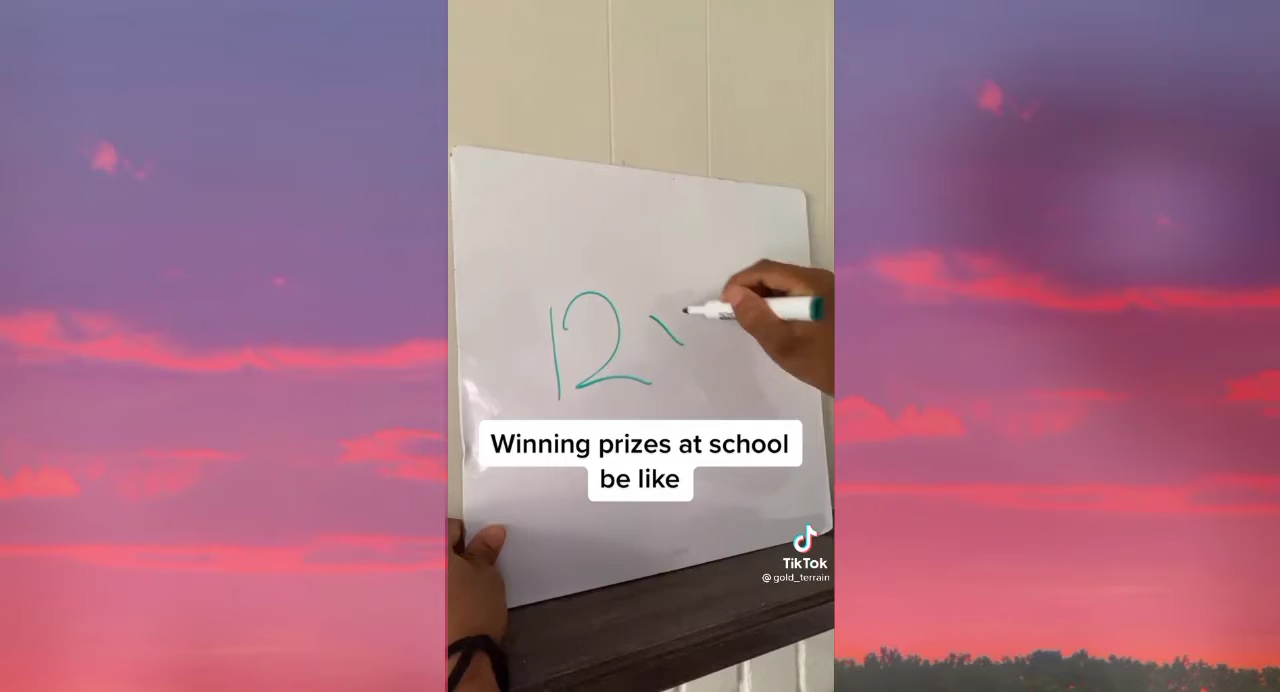 12
Winning prizes at school
be like
TikTok
@gold_terrain